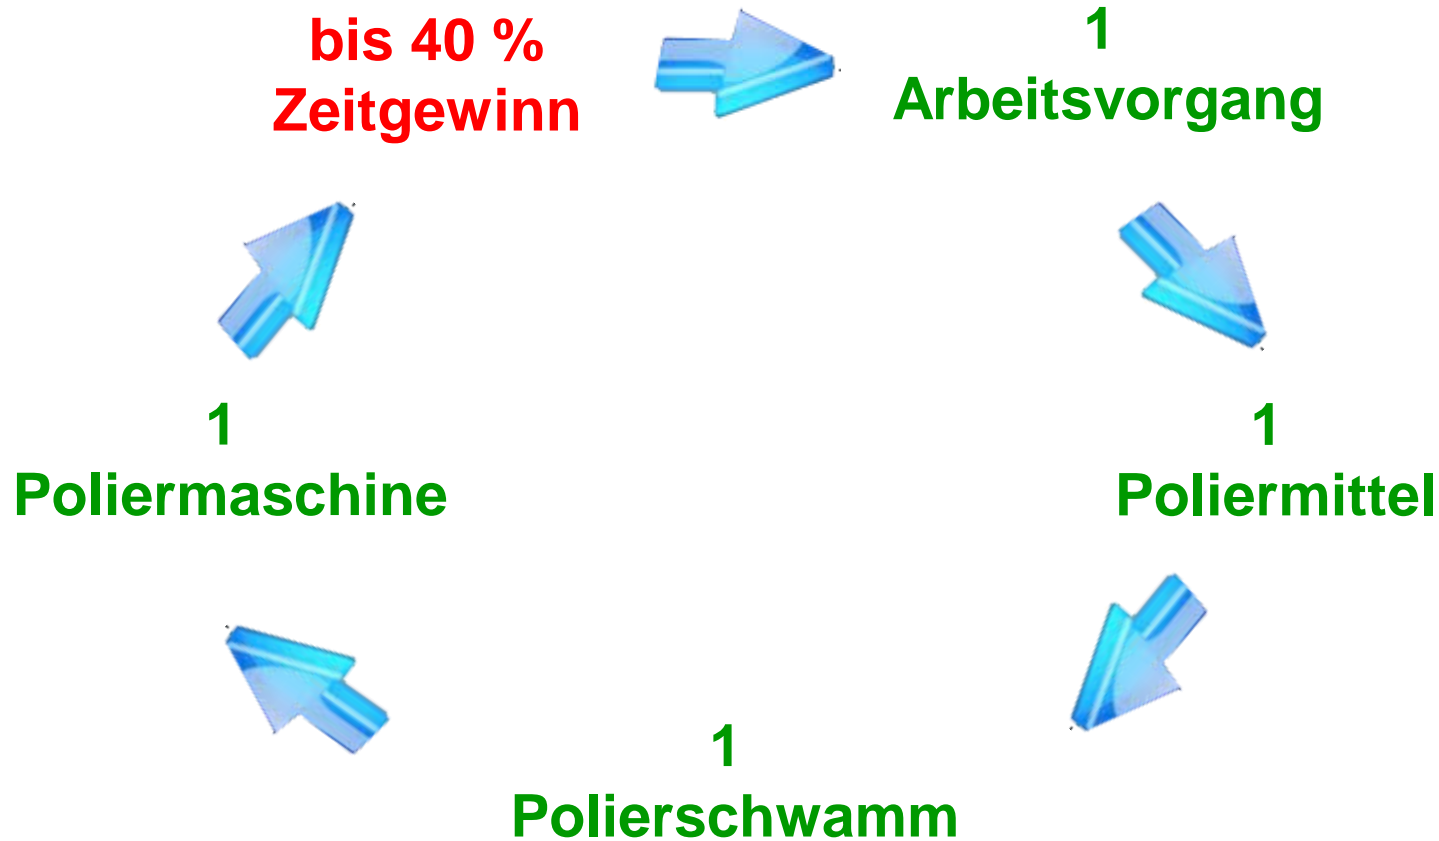 bis 40 %
Zeitgewinn
1
Arbeitsvorgang
1
Poliermittel
1
Polierschwamm
1
Poliermaschine